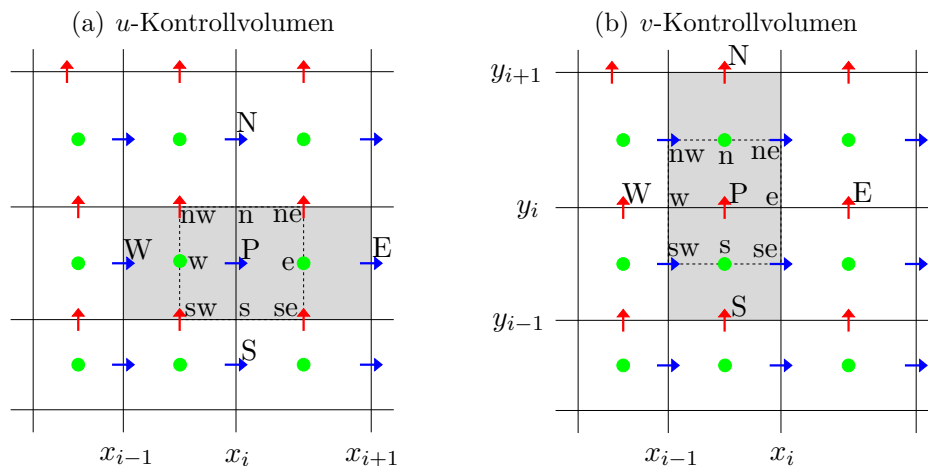 (a) u-Kontrollvolumen
N
nw n ne
W w P e E
sw s se
S
x_{i−1} x_i x_{i+1}
(b) v-Kontrollvolumen
y_{i+1} N
nw n ne
W w P e E
y_i
sw s se
y_{i−1} S
x_{i−1} x_i